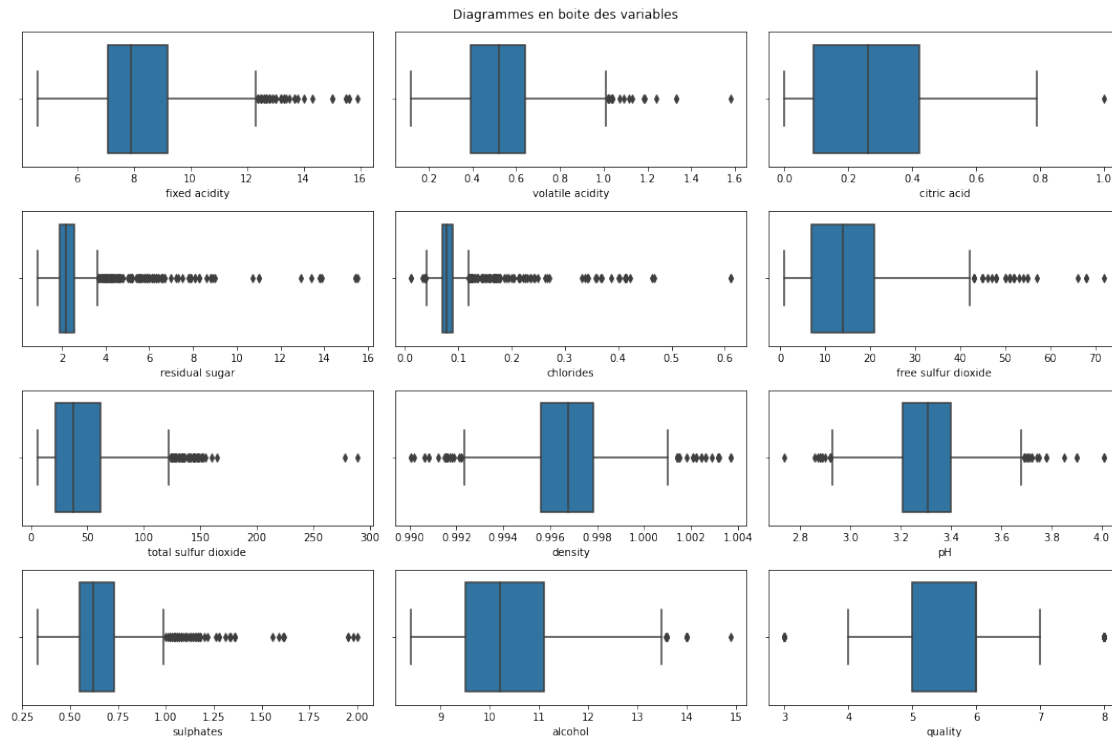 Diagrammes en boite des variables
6 8 10 12 14 16
fixed acidity
0.2 0.4 0.6 0.8 1.0 1.2 1.4 1.6
volatile acidity
0.0 0.2 0.4 0.6 0.8 1.0
citric acid
2 4 6 8 10 12 14 16
residual sugar
0.0 0.1 0.2 0.3 0.4 0.5 0.6
chlorides
0 10 20 30 40 50 60 70
free sulfur dioxide
0 50 100 150 200 250 300
total sulfur dioxide
0.990 0.992 0.994 0.996 0.998 1.000 1.002 1.004
density
2.8 3.0 3.2 3.4 3.6 3.8 4.0
pH
0.25 0.50 0.75 1.00 1.25 1.50 1.75 2.00
sulphates
9 10 11 12 13 14 15
alcohol
3 4 5 6 7 8
quality